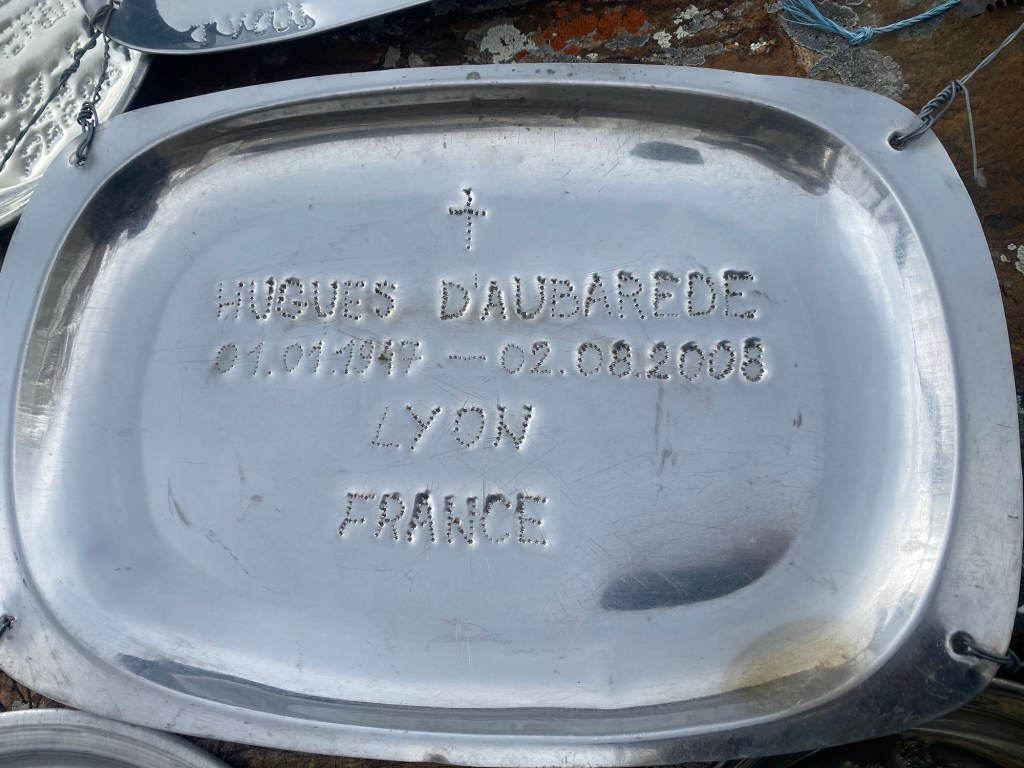 HUGUES D'AUBAREDE
01.01.1947 — 02.08.2008
LYON
FRANCE